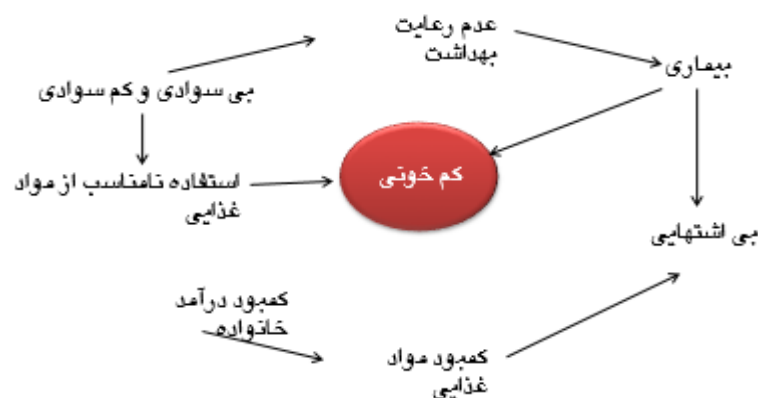 عدم رعایت
بهداشت
بیماری
بی سوادی و کم سوادی
کم خونی
استفاده نامناسب از مواد
غذایی
بی اشتهایی
کمبود درآمد
خانواده
کمبود مواد
غذایی